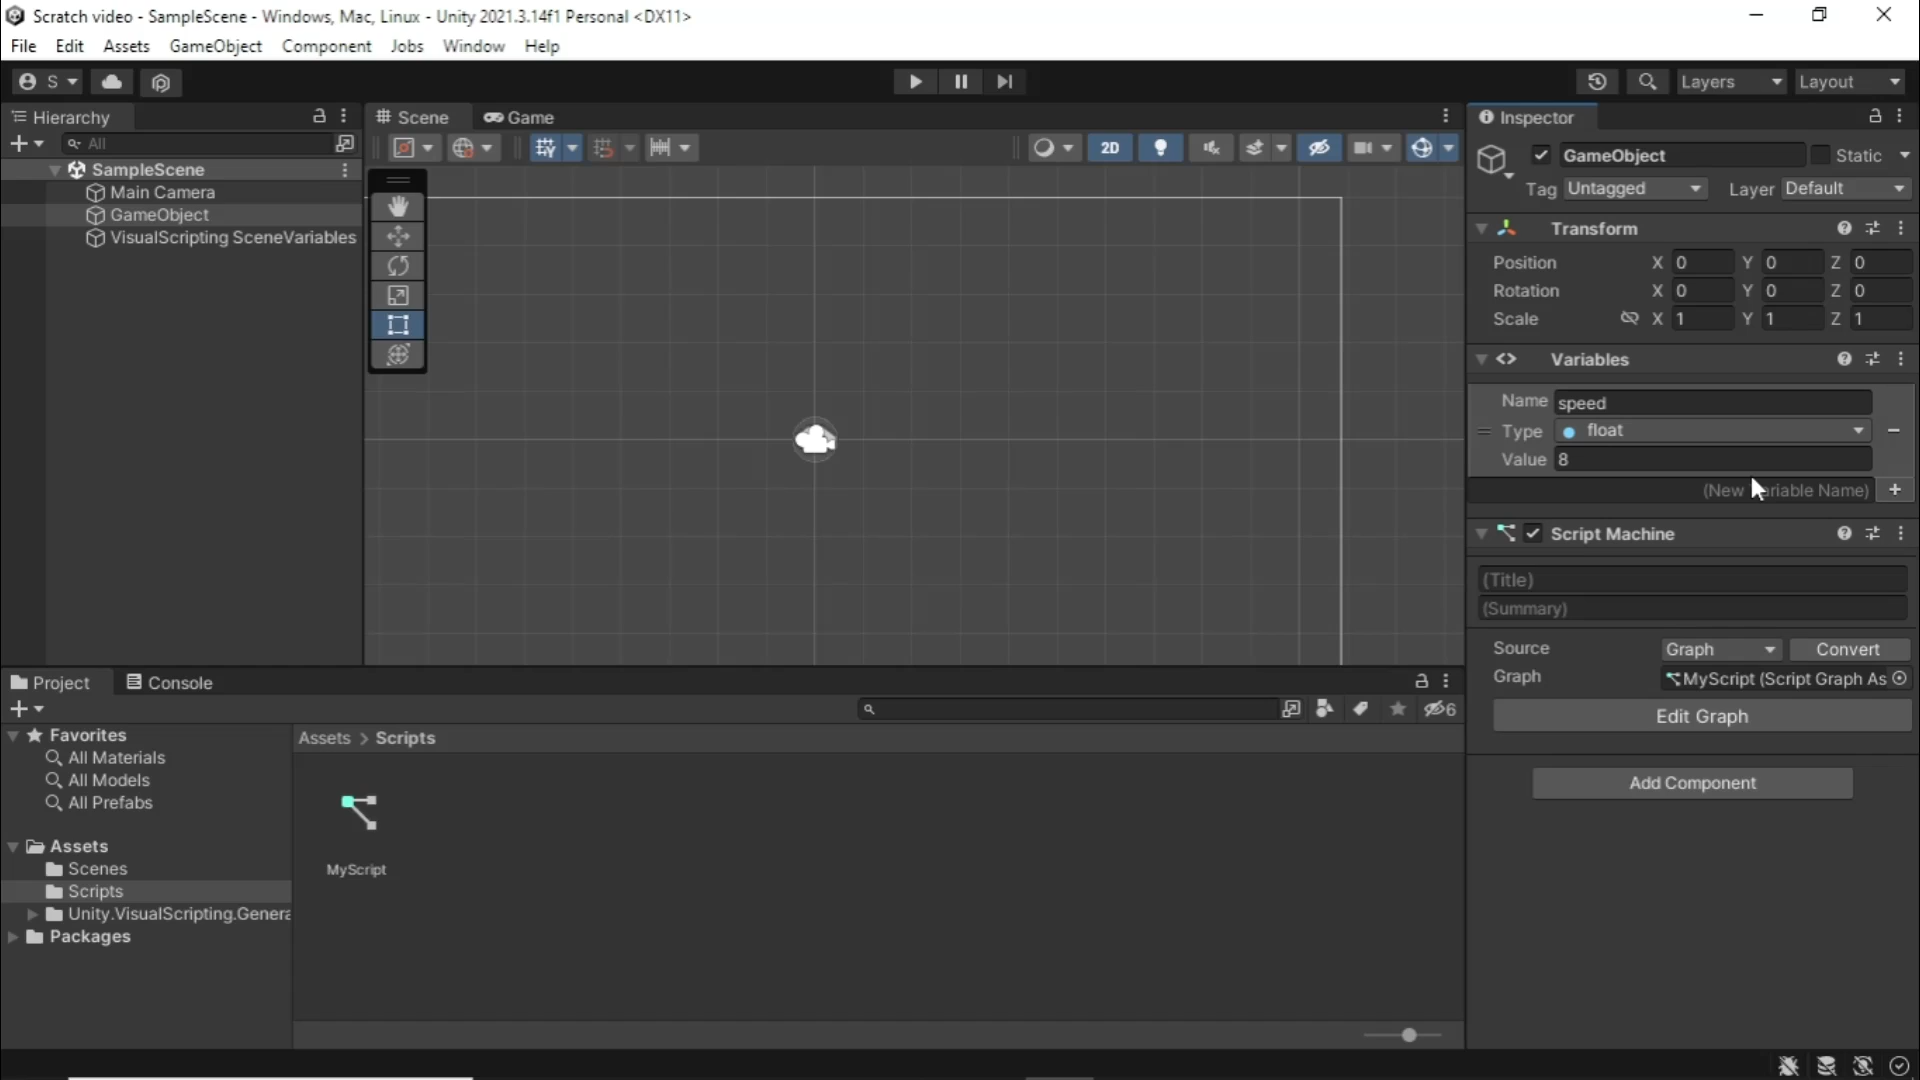 Scratch video - SampleScene - Windows, Mac, Linux - Unity 2021.3.14f1 Personal <DX11>
File Edit Assets GameObject Component Jobs Window Help
S
Layers
Layout
Hierarchy
All
SampleScene
Main Camera
GameObject
VisualScripting SceneVariables
Scene
Game
2D
Inspector
GameObject
Static
Tag Untagged
Layer Default
Transform
Position X 0 Y 0 Z 0
Rotation X 0 Y 0 Z 0
Scale X 1 Y 1 Z 1
Variables
Name speed
Type float
Value 8
(New Variable Name)
Script Machine
(Title)
(Summary)
Source Graph Convert
Graph MyScript (Script Graph As
Edit Graph
Add Component
Project
Console
6
Favorites
All Materials
All Models
All Prefabs
Assets
Scenes
Scripts
Unity.VisualScripting.Genera
Packages
Assets > Scripts
MyScript